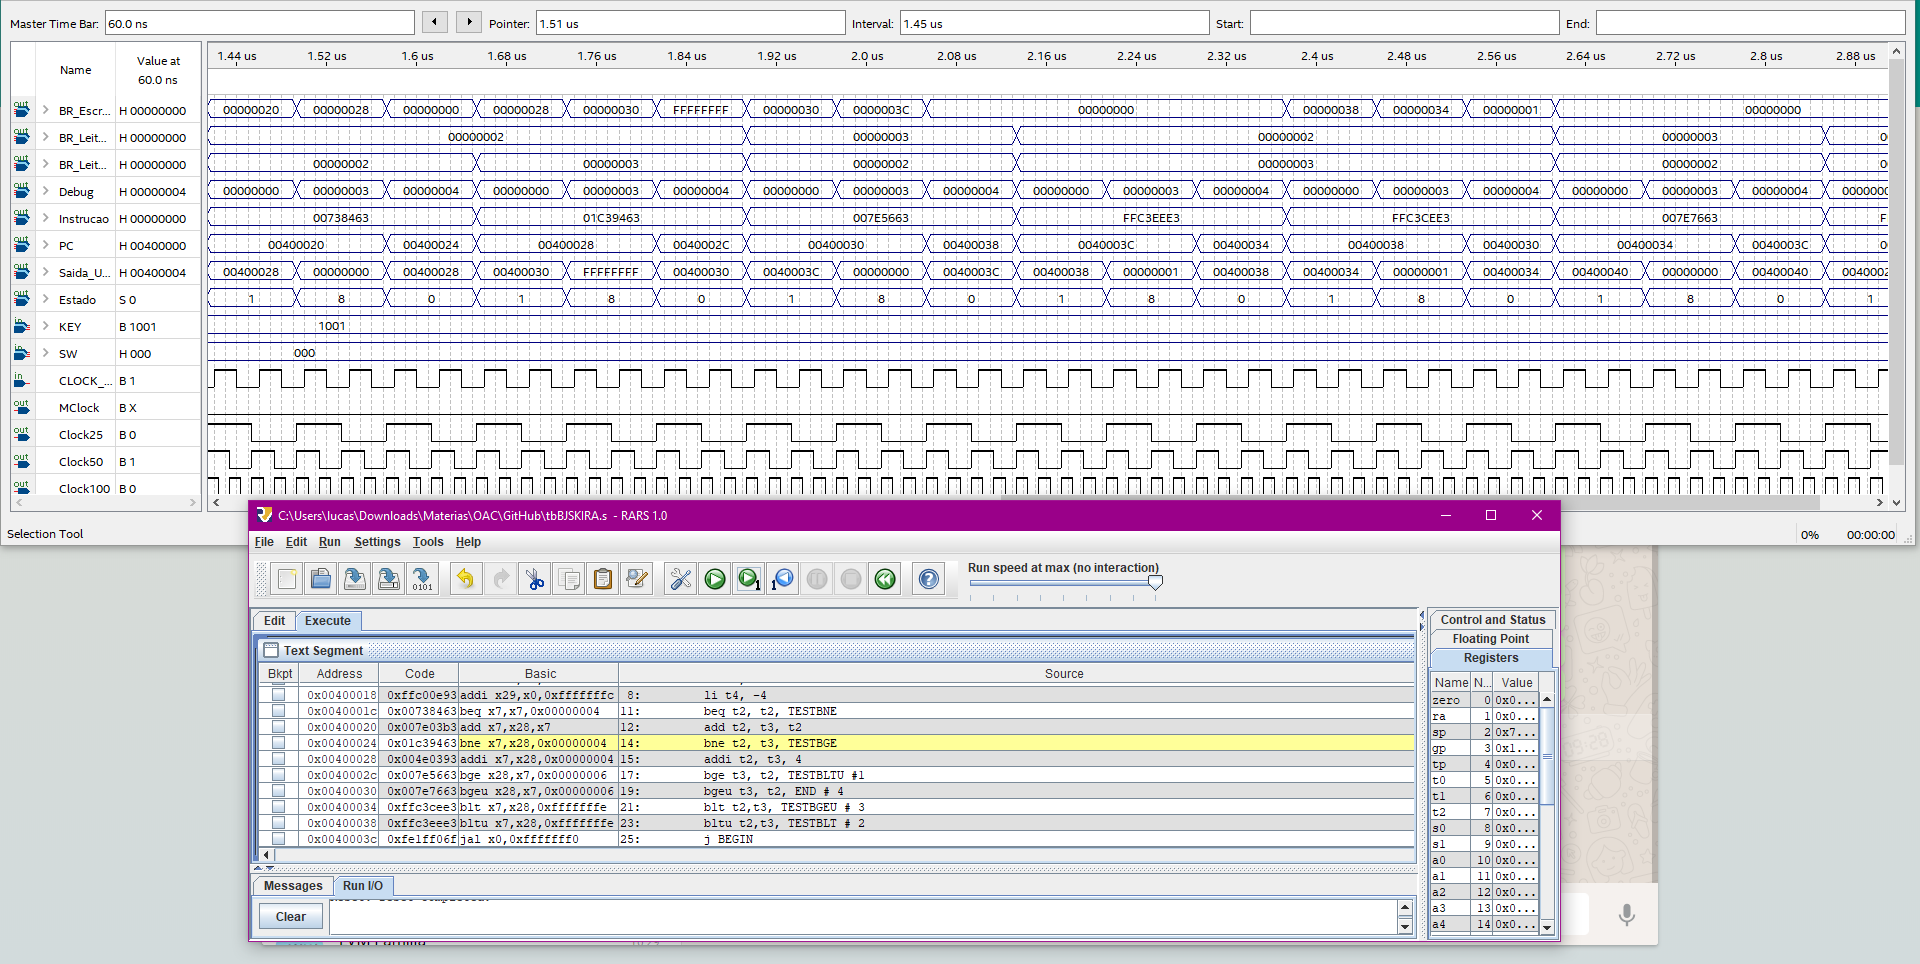 Master Time Bar: 60.0 ns Pointer: 1.51 us Interval: 1.45 us Start: End:
Name Value at 60.0 ns
1.44 us 1.52 us 1.6 us 1.68 us 1.76 us 1.84 us 1.92 us 2.0 us 2.08 us 2.16 us 2.24 us 2.32 us 2.4 us 2.48 us 2.56 us 2.64 us 2.72 us 2.8 us 2.88 us
BR_Escr... H 00000000 00000020 00000028 00000000 00000028 00000030 FFFFFFFF 00000030 0000003C 00000000 00000038 00000034 00000001 00000000
BR_Leit... H 00000000 00000002 00000003 00000002 00000003 0
BR_Leit... H 00000000 00000002 00000003 00000002 00000003 00000002 0
Debug H 00000004 00000000 00000003 00000004 00000000 00000003 00000004 00000000 00000003 00000004 00000000 00000003 00000004 00000000 00000003 00000004 00000000 00000003 00000004 000000
Instrucao H 00000000 00738463 01C39463 007E5663 FFC3EEE3 FFC3CEE3 007E7663 F
PC H 00400000 00400020 00400024 00400028 0040002C 00400030 00400038 0040003C 00400034 00400038 00400030 00400034 0040003C 0
Saida_U... H 00400004 00400028 00000000 00400028 00400030 FFFFFFFF 00400030 0040003C 00000000 0040003C 00400038 00000001 00400038 00400034 00000001 00400034 00400040 00000000 00400040 004002
Estado S 0 1 8 0 1 8 0 1 8 0 1 8 0 1 8 0 1 8 0 1
KEY B 1001 1001
SW H 000 000
CLOCK_... B 1
MClock B X
Clock25 B 0
Clock50 B 1
Clock100 B 0
Selection Tool 0% 00:00:00
C:\Users\lucas\Downloads\Materias\OAC\GitHub\tbBJSKIRA.s - RARS 1.0
File Edit Run Settings Tools Help
Run speed at max (no interaction)
Edit Execute
Text Segment
Bkpt Address Code Basic Source
0x00400018 0xffc00e93 addi x29,x0,0xfffffffc 8: li t4, -4
0x0040001c 0x00738463 beq x7,x7,0x00000004 11: beq t2, t2, TESTBNE
0x00400020 0x007e03b3 add x7,x28,x7 12: add t2, t3, t2
0x00400024 0x01c39463 bne x7,x28,0x00000004 14: bne t2, t3, TESTBGE
0x00400028 0x004e0393 addi x7,x28,0x00000004 15: addi t2, t3, 4
0x0040002c 0x007e5663 bge x28,x7,0x00000006 17: bge t3, t2, TESTBLTU #1
0x00400030 0x007e7663 bgeu x28,x7,0x00000006 19: bgeu t3, t2, END # 4
0x00400034 0xffc3cee3 blt x7,x28,0xfffffffe 21: blt t2,t3, TESTBGEU # 3
0x00400038 0xffc3eee3 bltu x7,x28,0xfffffffe 23: bltu t2,t3, TESTBLT # 2
0x0040003c 0xfe1ff06f jal x0,0xfffffff0 25: j BEGIN
Control and Status
Floating Point
Registers
Name N... Value
zero 0 0x0...
ra 1 0x0...
sp 2 0x7...
gp 3 0x1...
tp 4 0x0...
t0 5 0x0...
t1 6 0x0...
t2 7 0x0...
s0 8 0x0...
s1 9 0x0...
a0 10 0x0...
a1 11 0x0...
a2 12 0x0...
a3 13 0x0...
a4 14 0x0...
Messages Run I/O
Clear